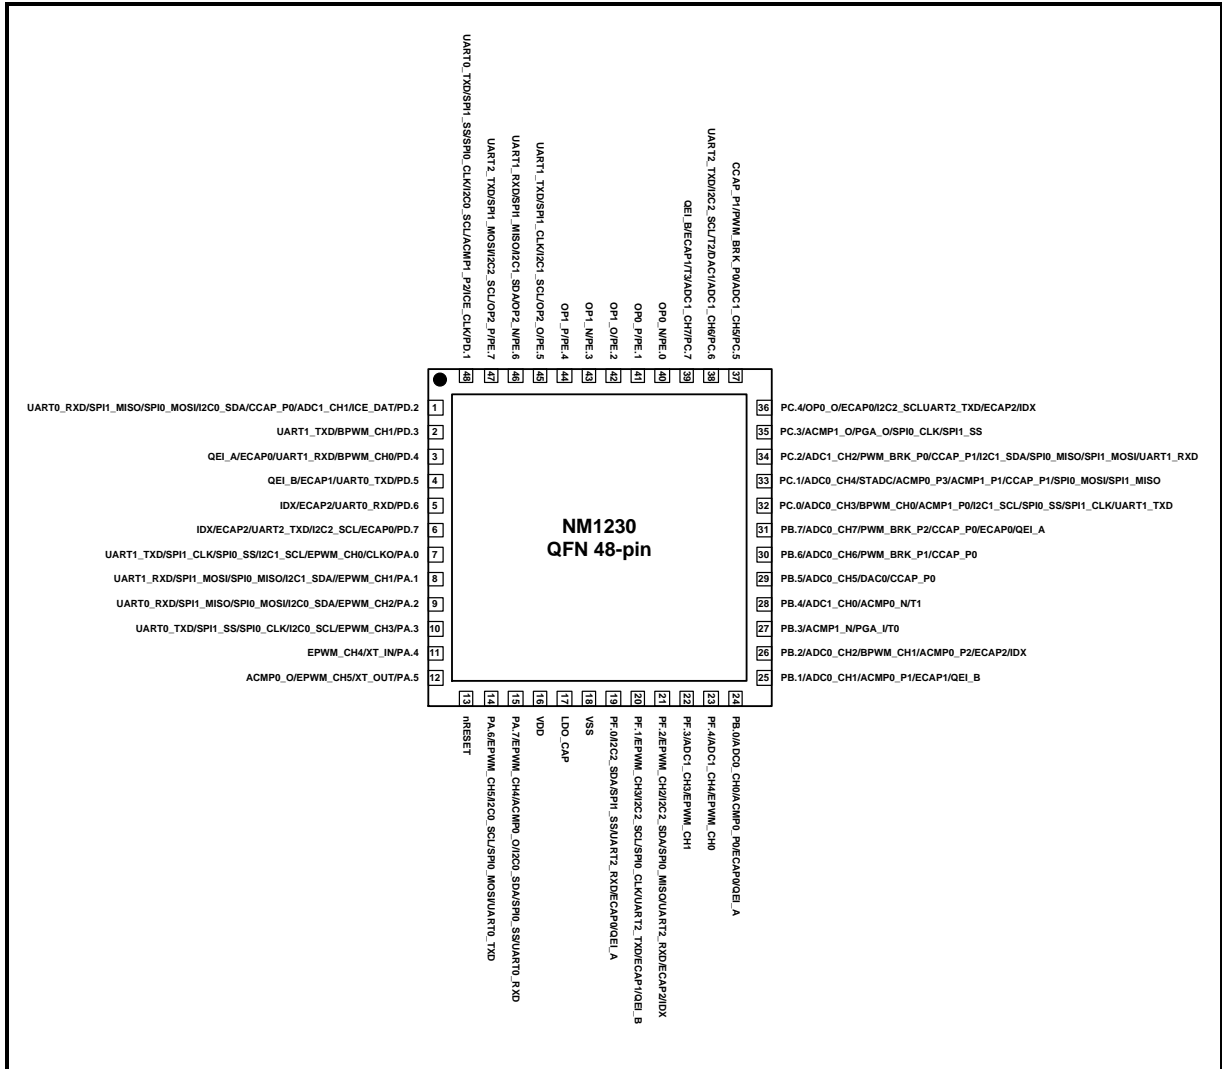 UART0_TXD/SPI1_SS/SPI0_CLK/I2C0_SCL/ACMP1_P2/ICE_CLK/PD.1
UART2_TXD/SPI1_MOSI/I2C2_SCL/OP2_P/PE.7
UART1_RXD/SPI1_MISO/I2C1_SDA/OP2_N/PE.6
UART1_TXD/SPI1_CLK/I2C1_SCL/OP2_O/PE.5
OP1_P/PE.4
OP1_N/PE.3
OP1_O/PE.2
OP0_P/PE.1
OP0_N/PE.0
QEI_B/ECAP1/T3/ADC1_CH7/PC.7
UART2_TXD/I2C2_SCL/T2/DAC1/ADC1_CH6/PC.6
CCAP_P1/PWM_BRK_P0/ADC1_CH5/PC.5
48 47 46 45 44 43 42 41 40 39 38 37
UART0_RXD/SPI1_MISO/SPI0_MOSI/I2C0_SDA/CCAP_P0/ADC1_CH1/ICE_DAT/PD.2 1
UART1_TXD/BPWM_CH1/PD.3 2
QEI_A/ECAP0/UART1_RXD/BPWM_CH0/PD.4 3
QEI_B/ECAP1/UART0_TXD/PD.5 4
IDX/ECAP2/UART0_RXD/PD.6 5
IDX/ECAP2/UART2_TXD/I2C2_SCL/ECAP0/PD.7 6
UART1_TXD/SPI1_CLK/SPI0_SS/I2C1_SCL/EPWM_CH0/CLKO/PA.0 7
UART1_RXD/SPI1_MOSI/SPI0_MISO/I2C1_SDA//EPWM_CH1/PA.1 8
UART0_RXD/SPI1_MISO/SPI0_MOSI/I2C0_SDA/EPWM_CH2/PA.2 9
UART0_TXD/SPI1_SS/SPI0_CLK/I2C0_SCL/EPWM_CH3/PA.3 10
EPWM_CH4/XT_IN/PA.4 11
ACMP0_O/EPWM_CH5/XT_OUT/PA.5 12
NM1230
QFN 48-pin
36 PC.4/OP0_O/ECAP0/I2C2_SCLUART2_TXD/ECAP2/IDX
35 PC.3/ACMP1_O/PGA_O/SPI0_CLK/SPI1_SS
34 PC.2/ADC1_CH2/PWM_BRK_P0/CCAP_P1/I2C1_SDA/SPI0_MISO/SPI1_MOSI/UART1_RXD
33 PC.1/ADC0_CH4/STADC/ACMP0_P3/ACMP1_P1/CCAP_P1/SPI0_MOSI/SPI1_MISO
32 PC.0/ADC0_CH3/BPWM_CH0/ACMP1_P0/I2C1_SCL/SPI0_SS/SPI1_CLK/UART1_TXD
31 PB.7/ADC0_CH7/PWM_BRK_P2/CCAP_P0/ECAP0/QEI_A
30 PB.6/ADC0_CH6/PWM_BRK_P1/CCAP_P0
29 PB.5/ADC0_CH5/DAC0/CCAP_P0
28 PB.4/ADC1_CH0/ACMP0_N/T1
27 PB.3/ACMP1_N/PGA_I/T0
26 PB.2/ADC0_CH2/BPWM_CH1/ACMP0_P2/ECAP2/IDX
25 PB.1/ADC0_CH1/ACMP0_P1/ECAP1/QEI_B
13 14 15 16 17 18 19 20 21 22 23 24
nRESET
PA.6/EPWM_CH5/I2C0_SCL/SPI0_MOSI/UART0_TXD
PA.7/EPWM_CH4/ACMP0_O/I2C0_SDA/SPI0_SS/UART0_RXD
VDD
LDO_CAP
VSS
PF.0/I2C2_SDA/SPI1_SS/UART2_RXD/ECAP0/QEI_A
PF.1/EPWM_CH3/I2C2_SCL/SPI0_CLK/UART2_TXD/ECAP1/QEI_B
PF.2/EPWM_CH2/I2C2_SDA/SPI0_MISO/UART2_RXD/ECAP2/IDX
PF.3/ADC1_CH3/EPWM_CH1
PF.4/ADC1_CH4/EPWM_CH0
PB.0/ADC0_CH0/ACMP0_P0/ECAP0/QEI_A